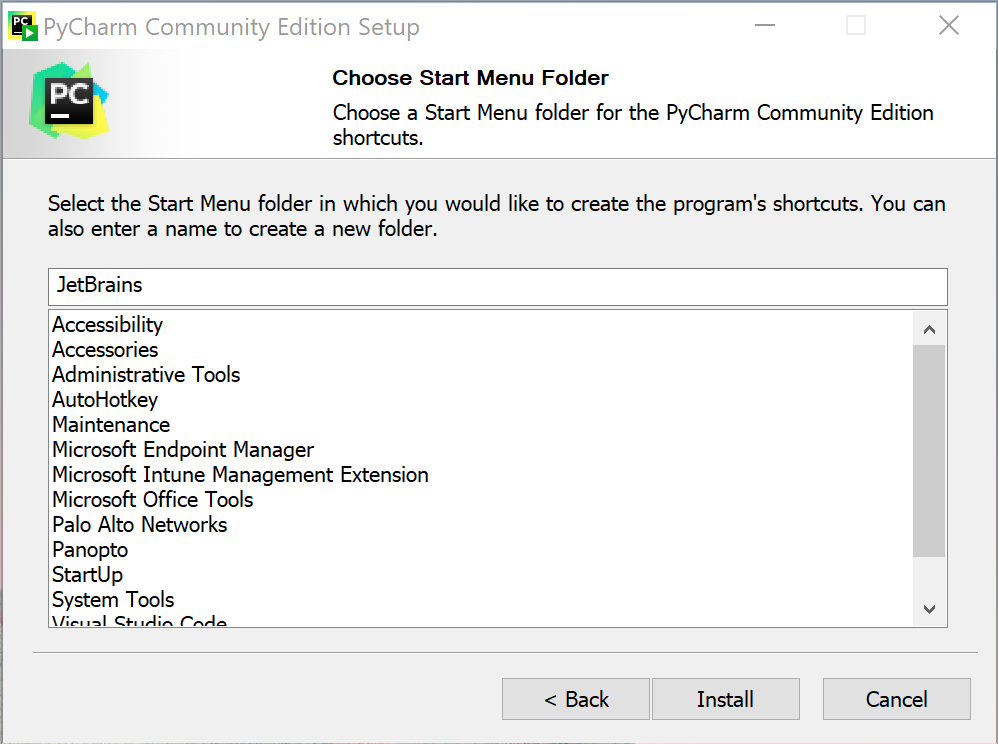 PC
PyCharm Community Edition Setup
PC
Choose Start Menu Folder
Choose a Start Menu folder for the PyCharm Community Edition
shortcuts.
Select the Start Menu folder in which you would like to create the program's shortcuts. You can
also enter a name to create a new folder.
JetBrains
Accessibility
Accessories
Administrative Tools
AutoHotkey
Maintenance
Microsoft Endpoint Manager
Microsoft Intune Management Extension
Microsoft Office Tools
Palo Alto Networks
Panopto
StartUp
System Tools
Visual Studio Code
< Back
Install
Cancel